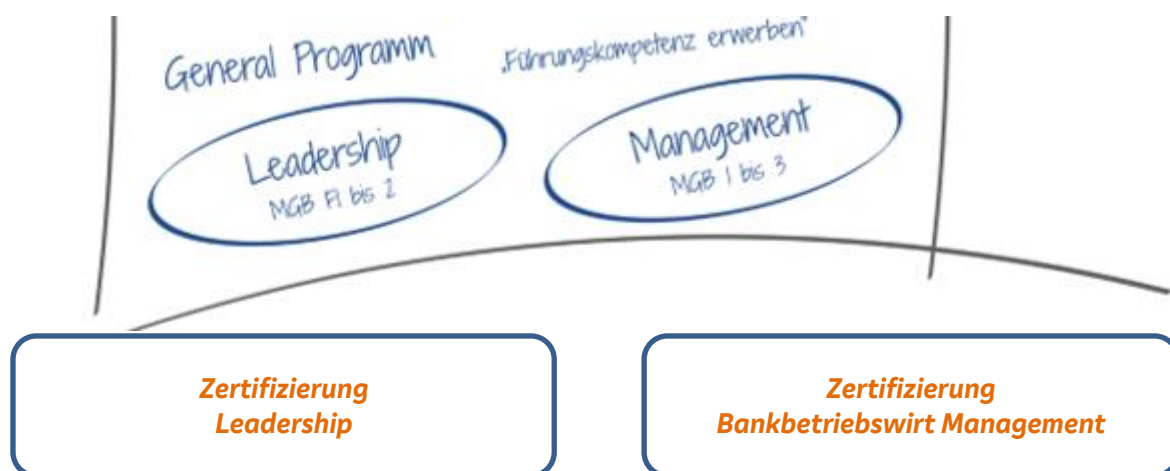 General Programm
„Führungskompetenz erwerben“
Leadership
MGB F1 bis 2
Management
MGB 1 bis 3
Zertifizierung
Leadership
Zertifizierung
Bankbetriebswirt Management